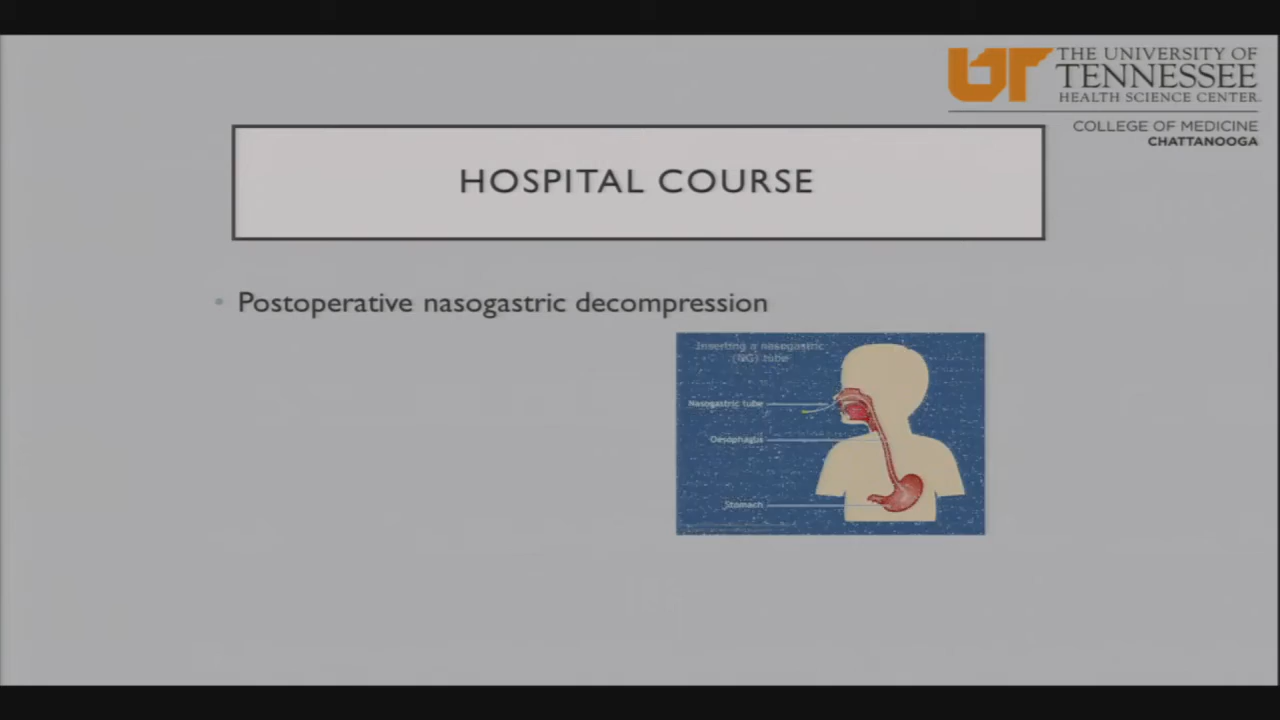 THE UNIVERSITY OF
TENNESSEE
HEALTH SCIENCE CENTER
COLLEGE OF MEDICINE
CHATTANOOGA
HOSPITAL COURSE
• Postoperative nasogastric decompression
Inserting a nasogastric
(NG) tube
Nasogastric tube
Oesophagus
Stomach